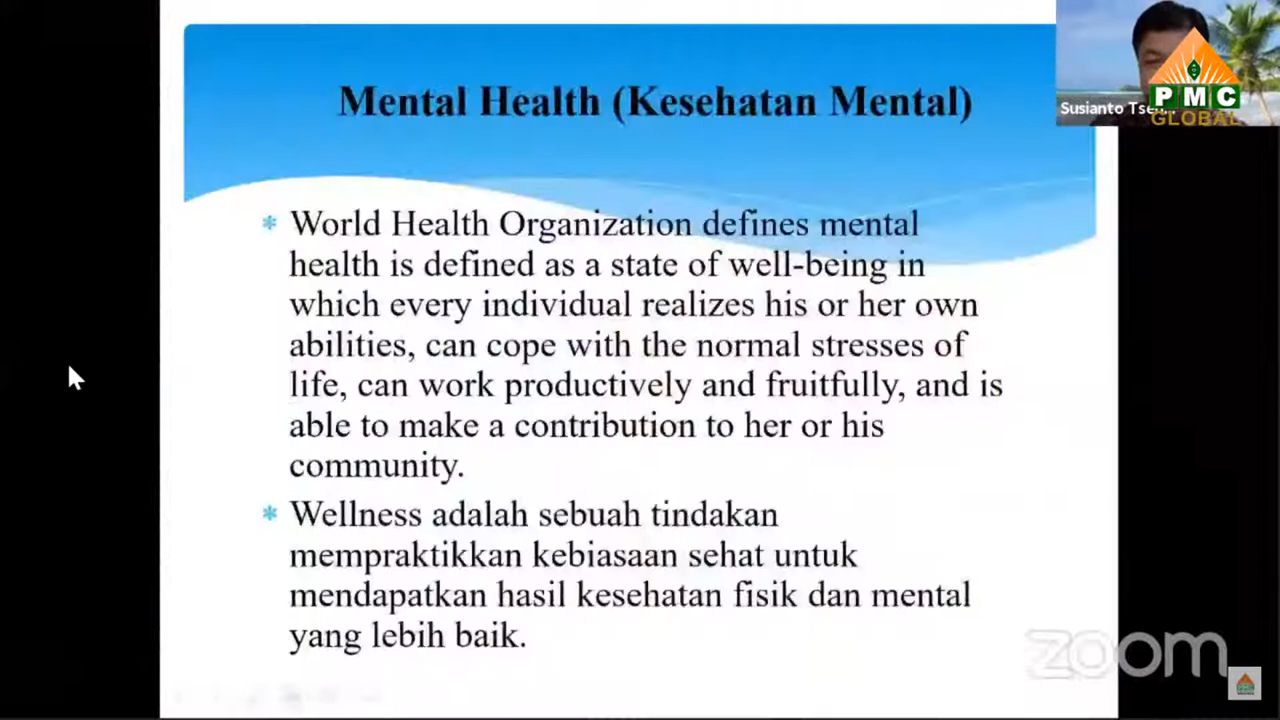 Mental Health (Kesehatan Mental)
World Health Organization defines mental
health is defined as a state of well-being in
which every individual realizes his or her own
abilities, can cope with the normal stresses of
life, can work productively and fruitfully, and is
able to make a contribution to her or his
community.
Wellness adalah sebuah tindakan
mempraktikkan kebiasaan sehat untuk
mendapatkan hasil kesehatan fisik dan mental
yang lebih baik.
Susianto
PMC
GLOBAL
zoom